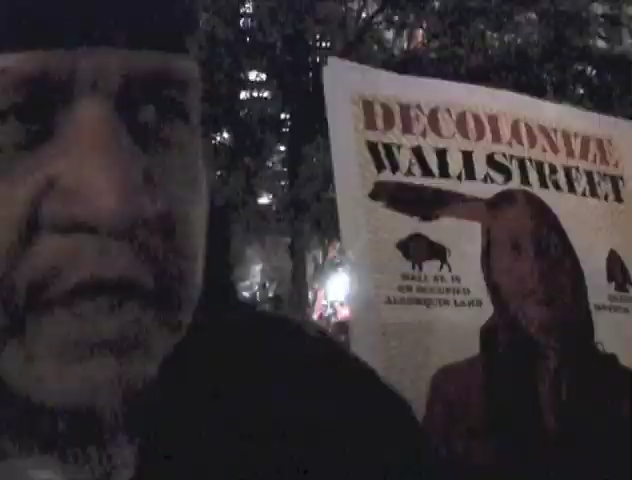 DECOLONIZE
WALLSTREET
WALL ST. IS
ON OCCUPIED
ALGONQUIN LAND